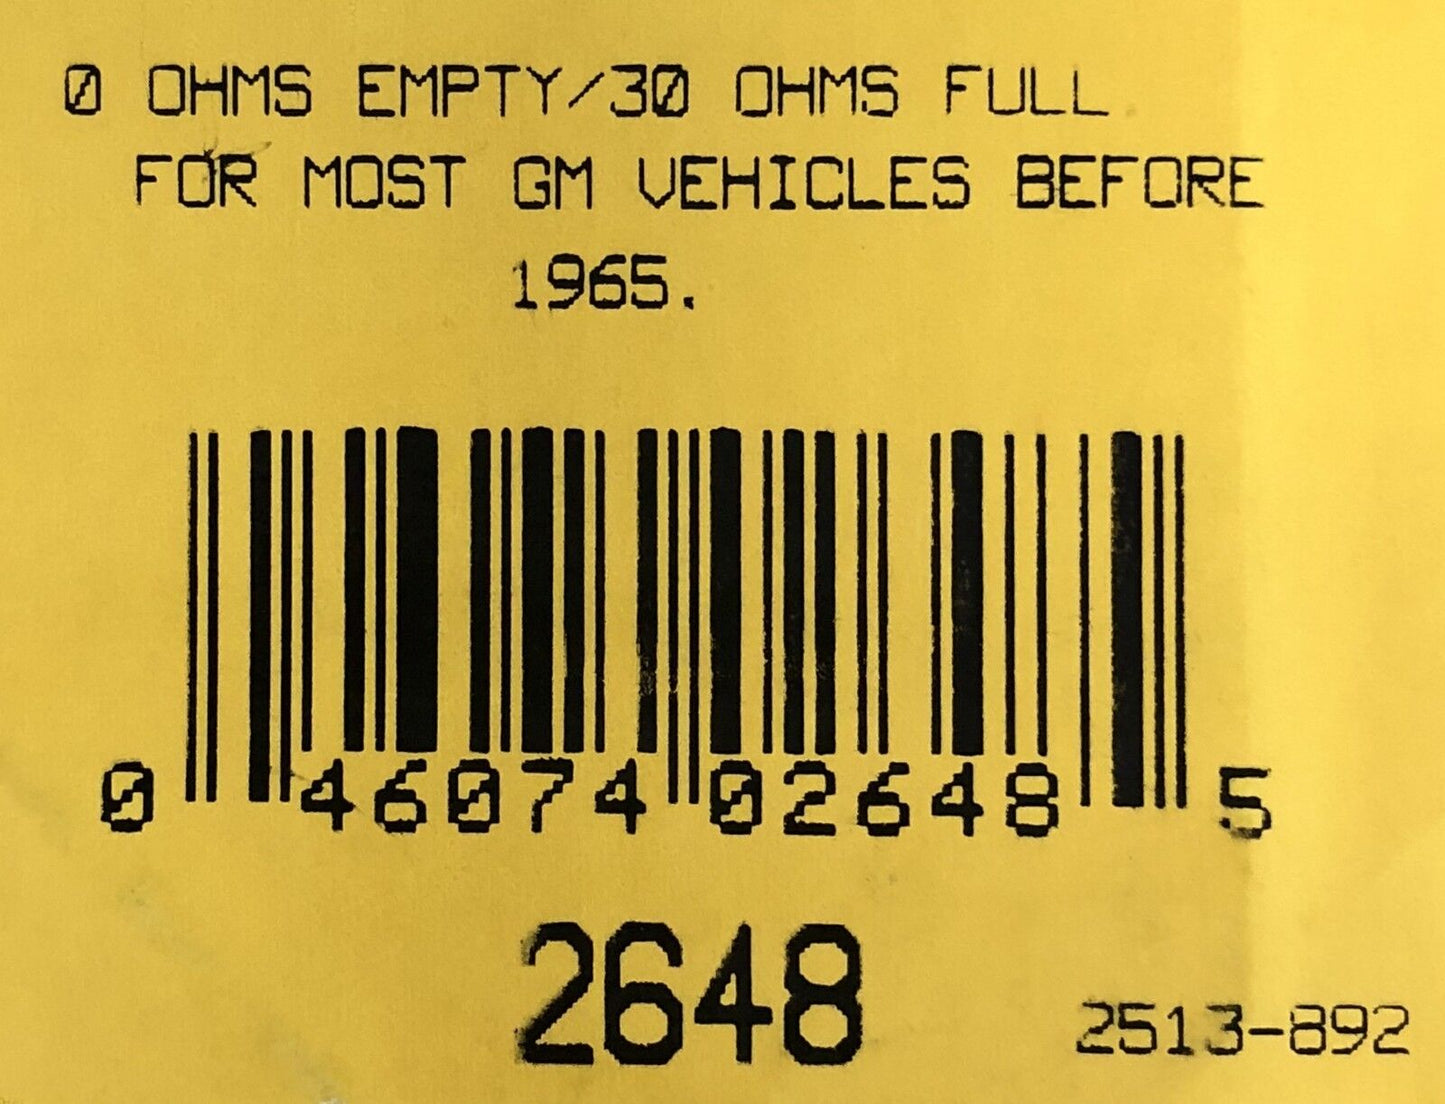 0 OHMS EMPTY/30 OHMS FULL
FOR MOST GM VEHICLES BEFORE
1965.
0 46074 02648 5
2648
2513-892